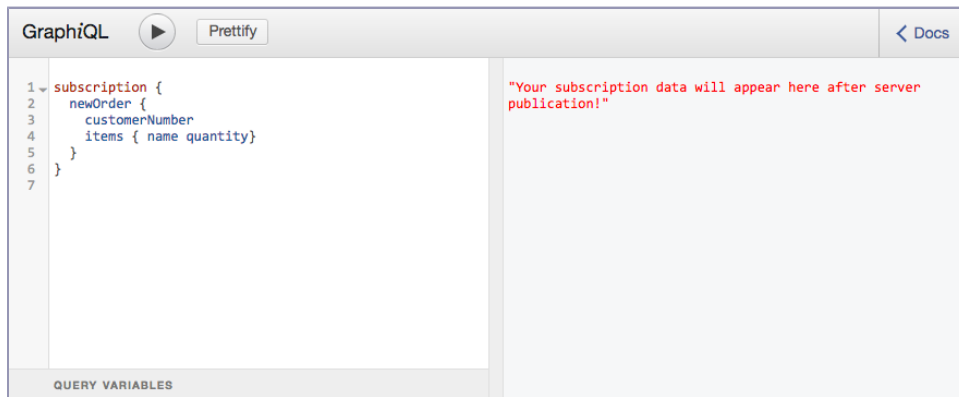 GraphiQL
Prettify
Docs
1 subscription {
2 newOrder {
3 customerNumber
4 items { name quantity}
5 }
6 }
7
"Your subscription data will appear here after server
publication!"
QUERY VARIABLES